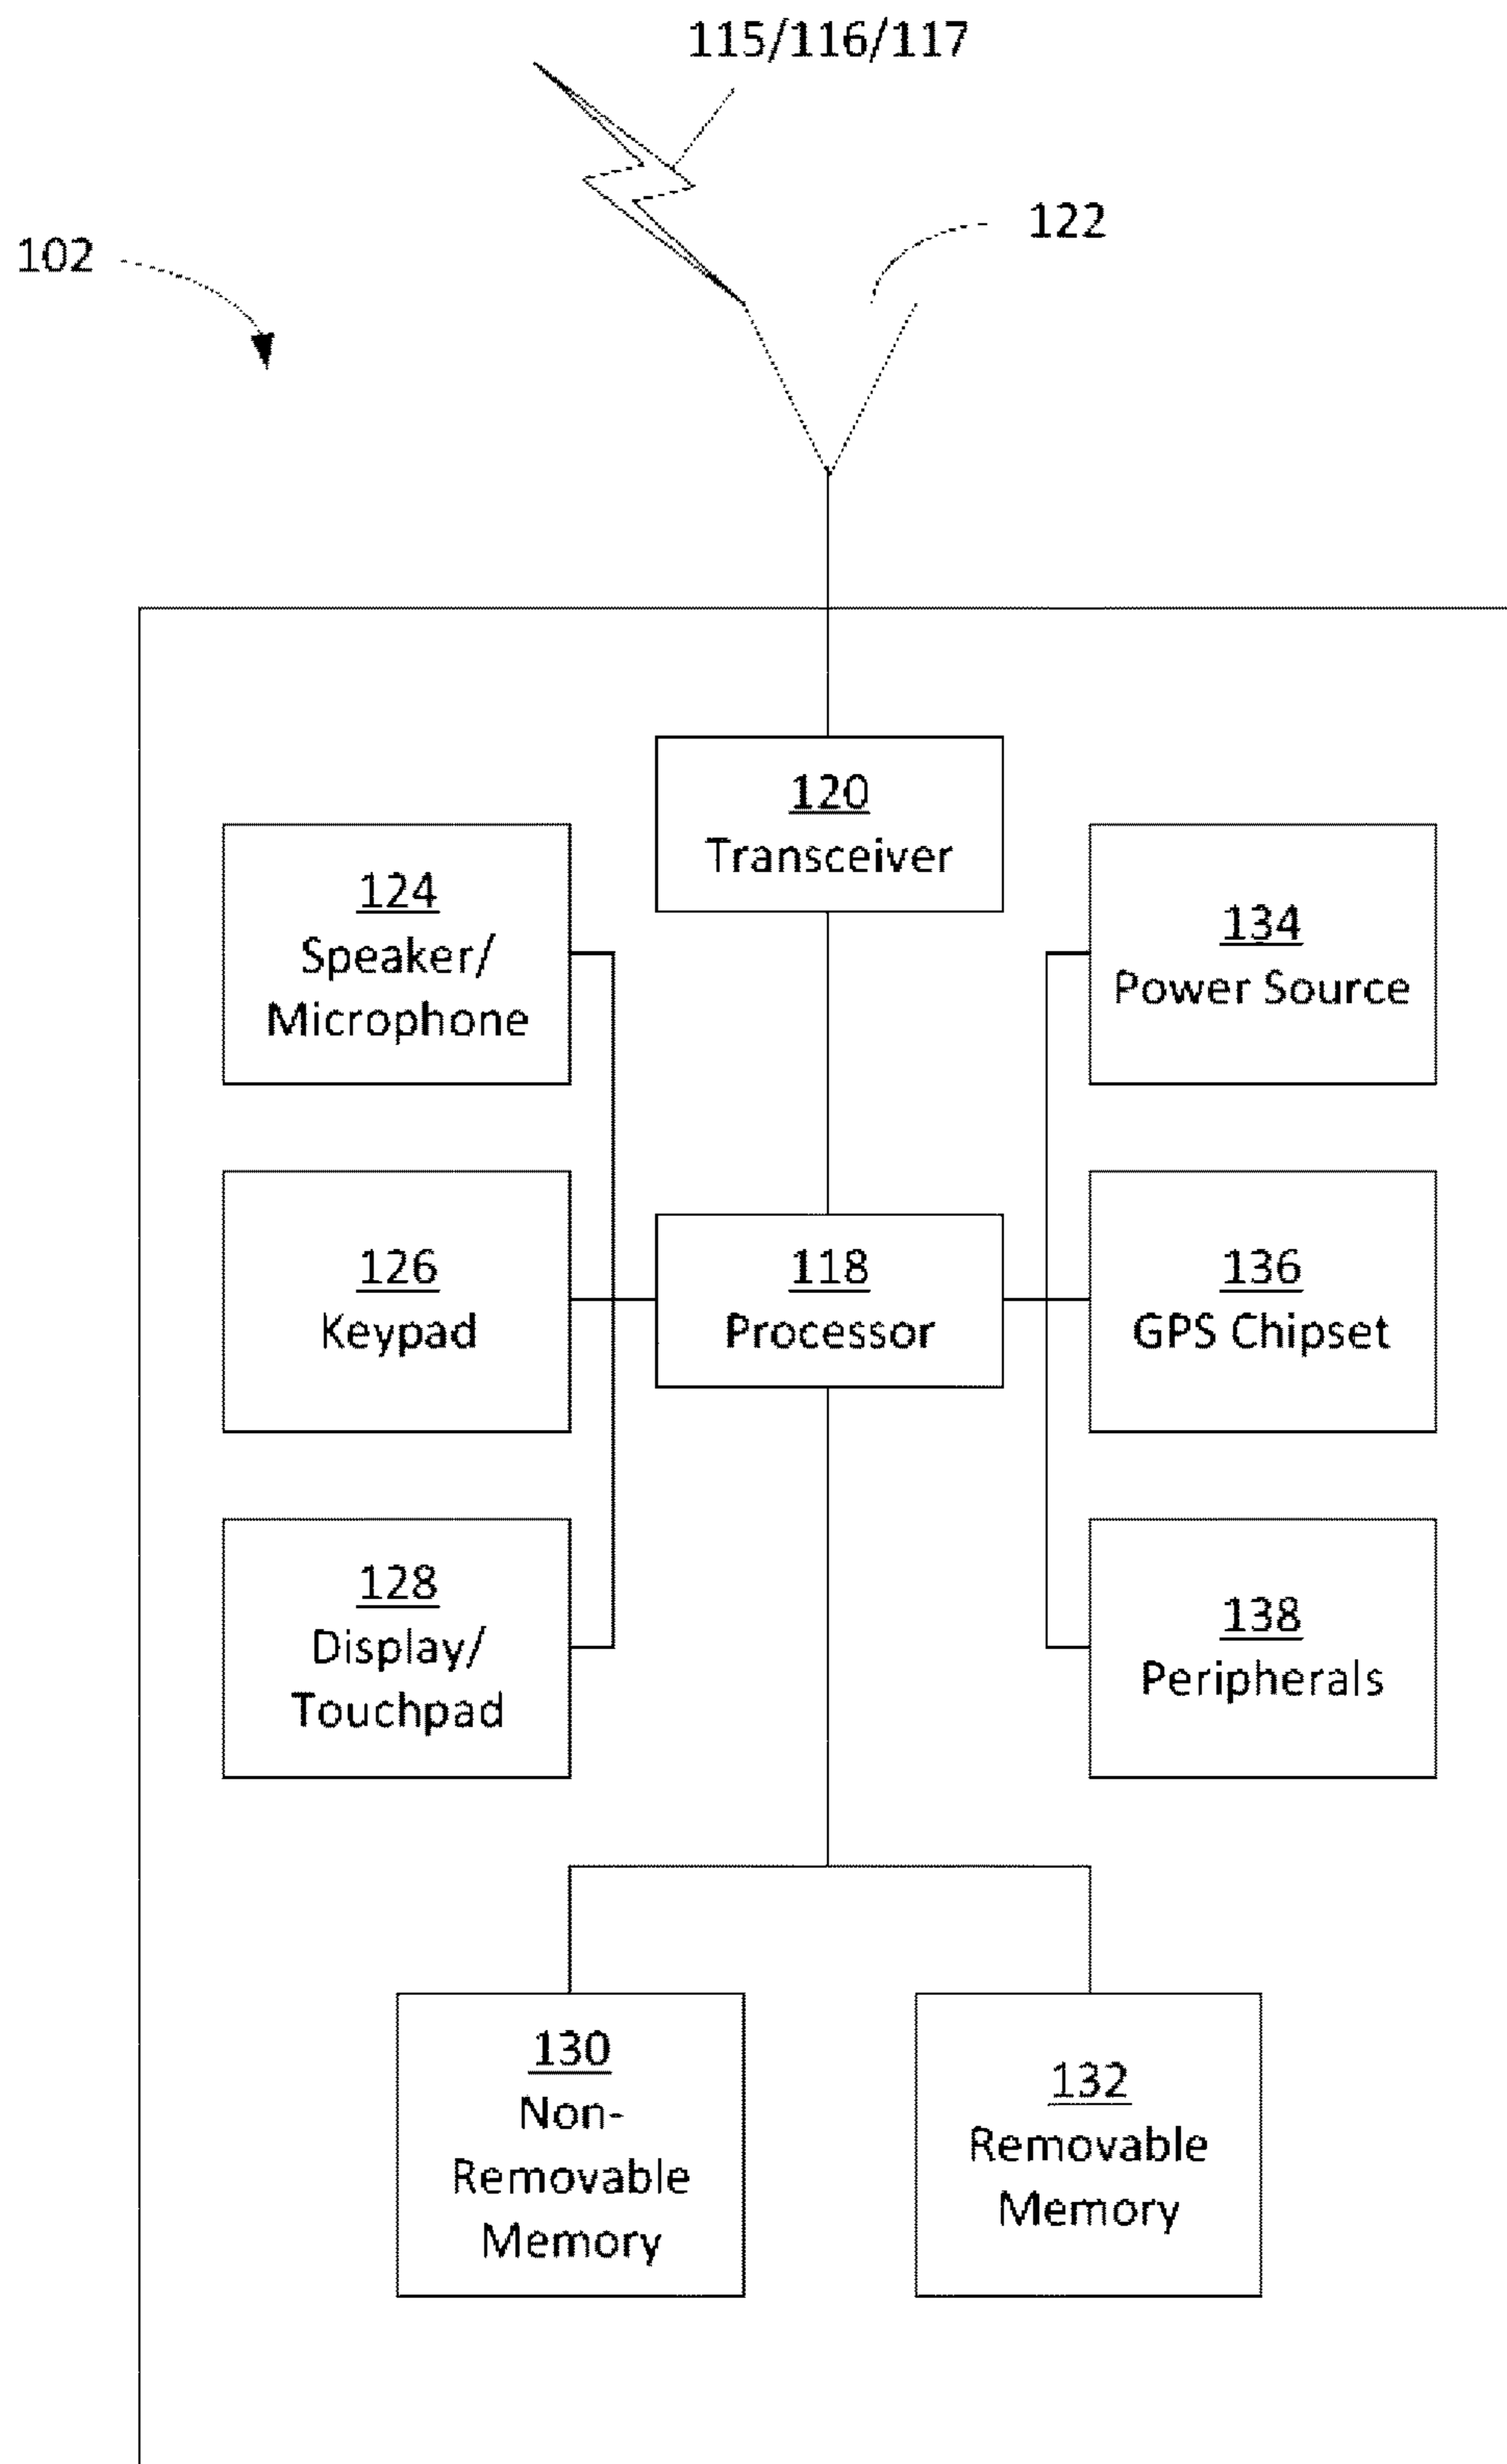 115/116/117
122
102
120
Transceiver
124
Speaker/
Microphone
134
Power Source
126
Keypad
118
Processor
136
GPS Chipset
128
Display/
Touchpad
138
Peripherals
130
Non-
Removable
Memory
132
Removable
Memory